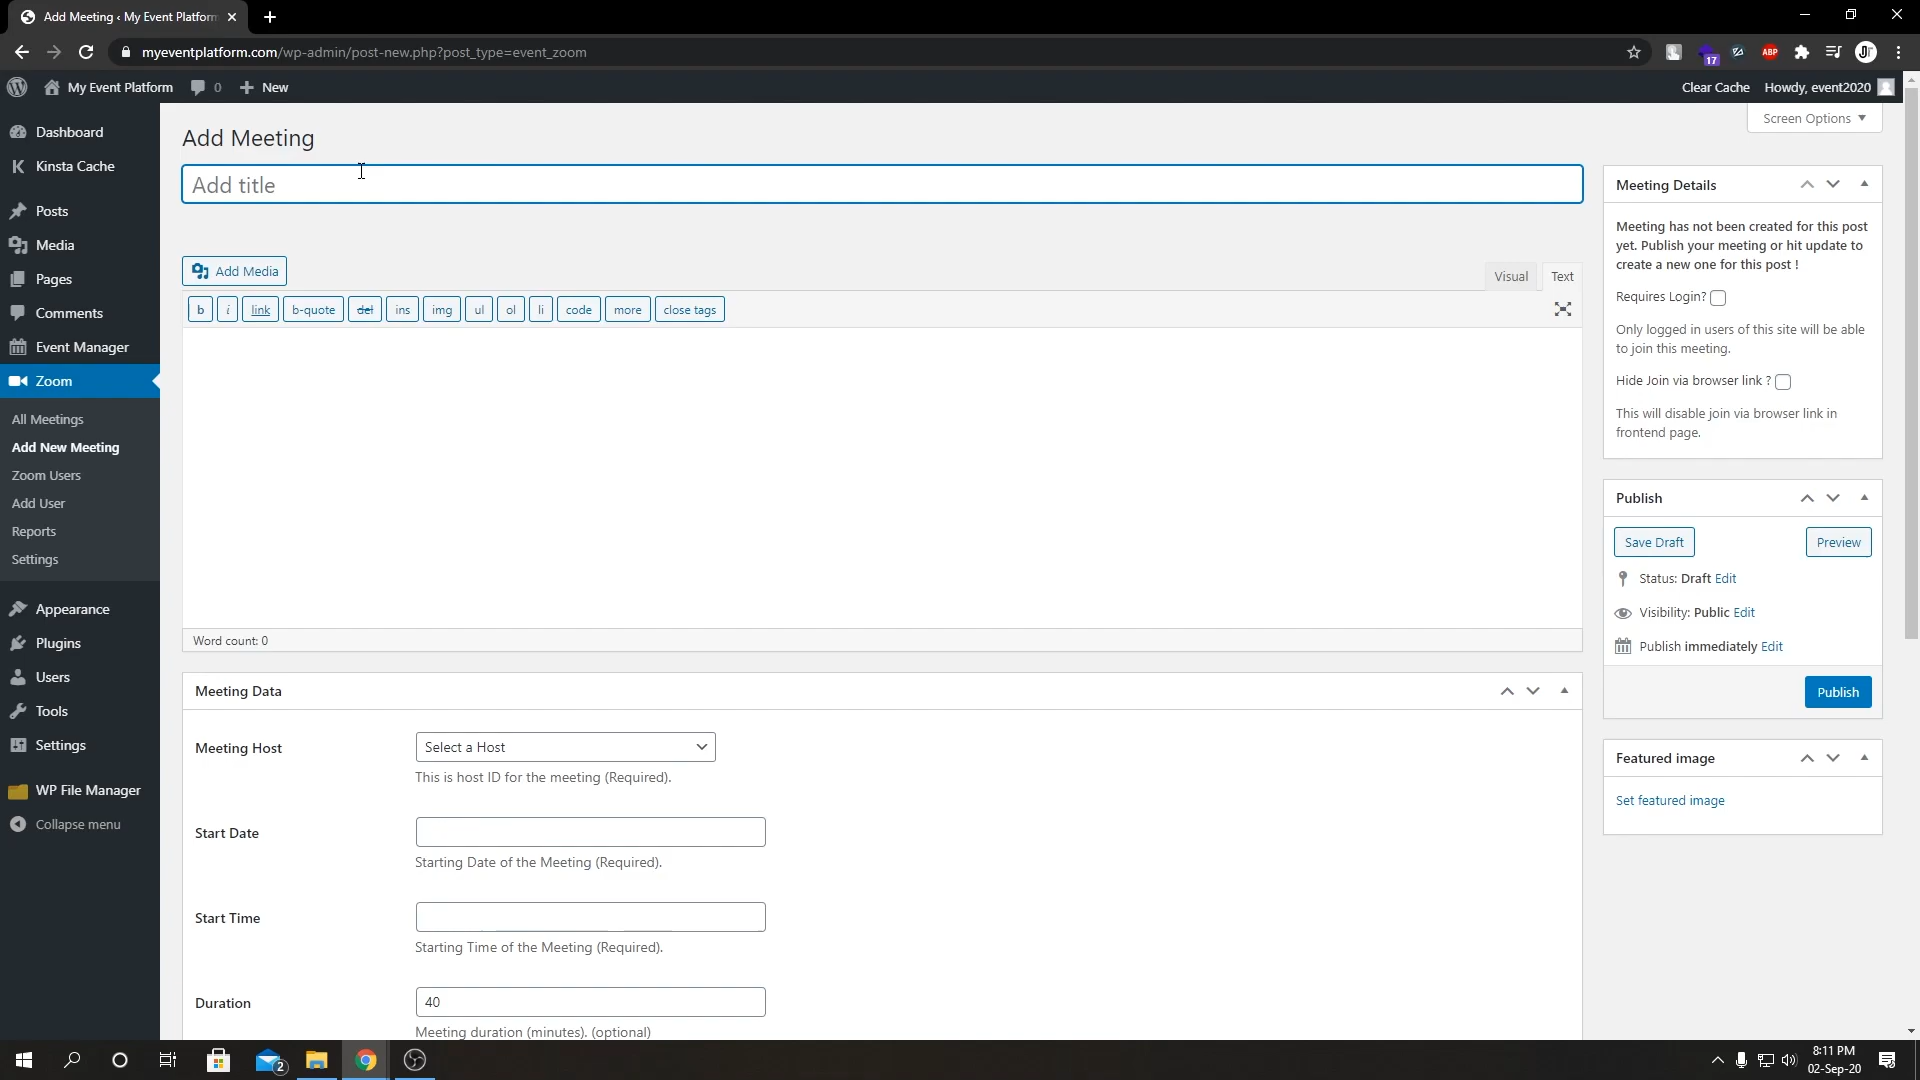 Add Meeting ‹ My Event Platform
myeventplatform.com/wp-admin/post-new.php?post_type=event_zoom
17
ABP
My Event Platform
0
New
Clear Cache
Howdy, event2020
Dashboard
Kinsta Cache
Posts
Media
Pages
Comments
Event Manager
Zoom
All Meetings
Add New Meeting
Zoom Users
Add User
Reports
Settings
Appearance
Plugins
Users
Tools
Settings
WP File Manager
Collapse menu
Screen Options
Add Meeting
Add title
Add Media
Visual
Text
b
i
link
b-quote
del
ins
img
ul
ol
li
code
more
close tags
Word count: 0
Meeting Data
Meeting Host
Select a Host
This is host ID for the meeting (Required).
Start Date
Starting Date of the Meeting (Required).
Start Time
Starting Time of the Meeting (Required).
Duration
40
Meeting duration (minutes). (optional)
Meeting Details
Meeting has not been created for this post
yet. Publish your meeting or hit update to
create a new one for this post !
Requires Login?
Only logged in users of this site will be able
to join this meeting.
Hide Join via browser link ?
This will disable join via browser link in
frontend page.
Publish
Save Draft
Preview
Status: Draft Edit
Visibility: Public Edit
Publish immediately Edit
Publish
Featured image
Set featured image
2
8:11 PM
02-Sep-20